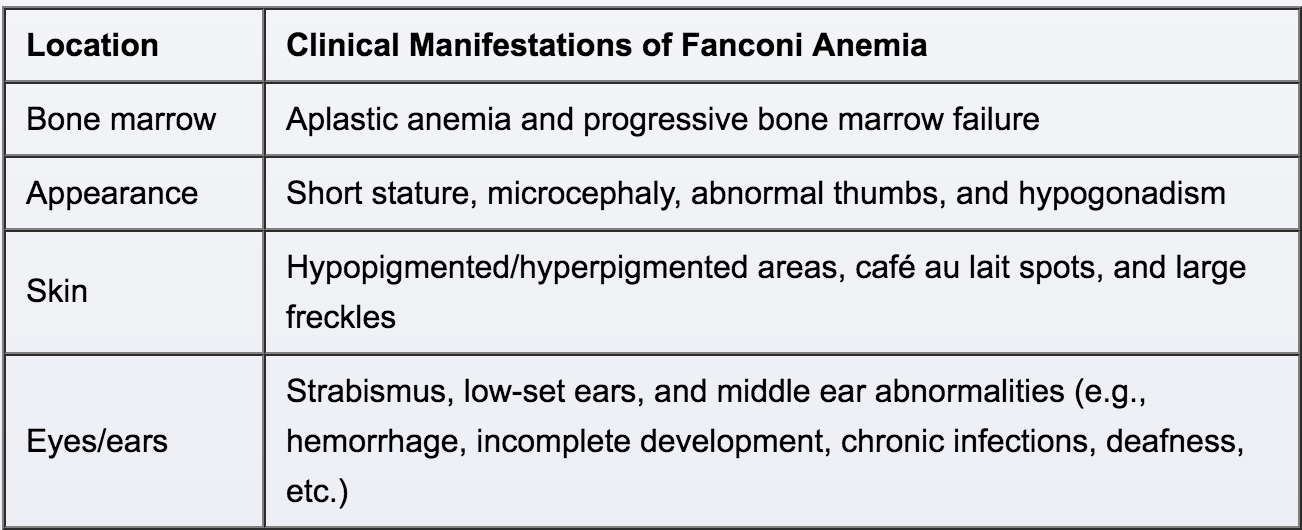 Location Clinical Manifestations of Fanconi Anemia
Bone marrow Aplastic anemia and progressive bone marrow failure
Appearance Short stature, microcephaly, abnormal thumbs, and hypogonadism
Skin Hypopigmented/hyperpigmented areas, café au lait spots, and large
freckles
Eyes/ears Strabismus, low-set ears, and middle ear abnormalities (e.g.,
hemorrhage, incomplete development, chronic infections, deafness,
etc.)